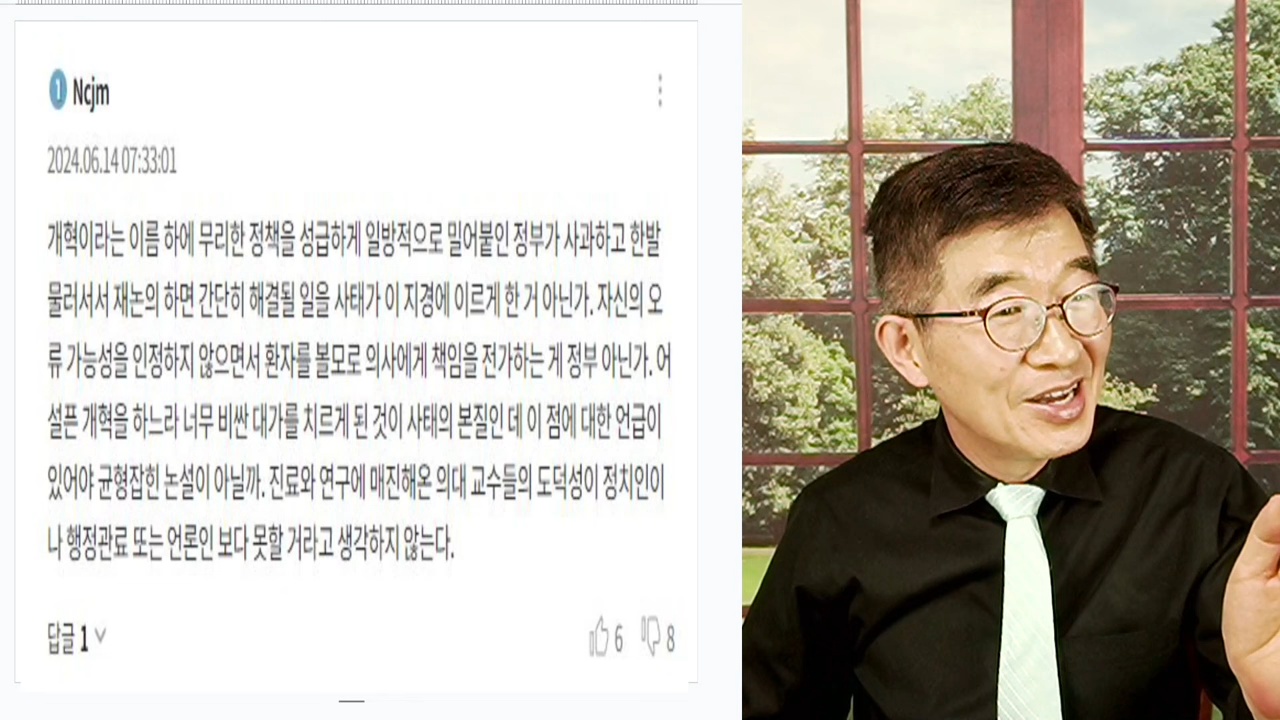 1 Ncjm
2024.06.14 07:33:01
개혁이라는 이름 하에 무리한 정책을 성급하게 일방적으로 밀어붙인 정부가 사과하고 한발
물러서서 재논의 하면 간단히 해결될 일을 사태가 이 지경에 이르게 한 거 아닌가. 자신의 오
류 가능성을 인정하지 않으면서 환자를 볼모로 의사에게 책임을 전가하는 게 정부 아닌가. 어
설픈 개혁을 하느라 너무 비싼 대가를 치르게 된 것이 사태의 본질인 데 이 점에 대한 언급이
있어야 균형잡힌 논설이 아닐까. 진료와 연구에 매진해온 의대 교수들의 도덕성이 정치인이
나 행정관료 또는 언론인 보다 못할 거라고 생각하지 않는다.
답글 1
6 8